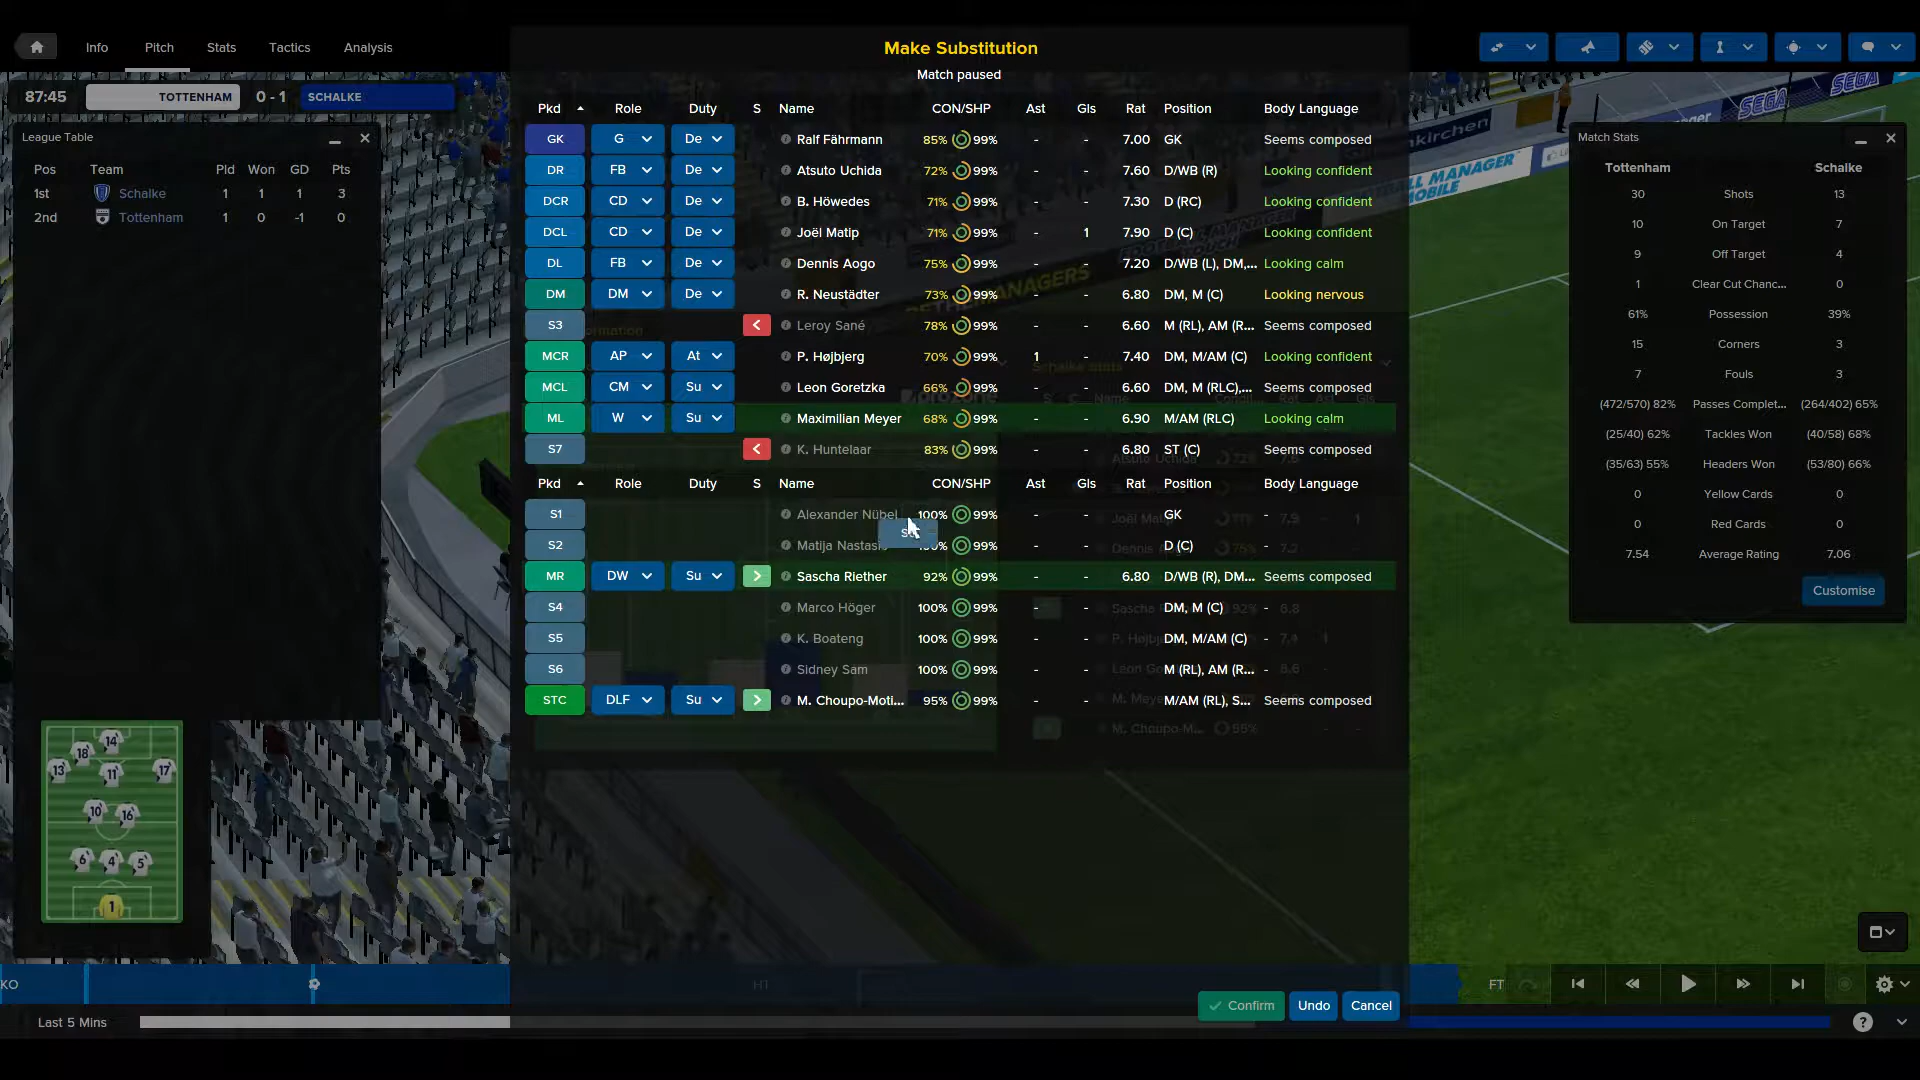 Info Pitch Stats Tactics Analysis
Make Substitution
Match paused
87:45 TOTTENHAM 0 - 1 SCHALKE
League Table
Pos Team Pld Won GD Pts
1st Schalke 1 1 1 3
2nd Tottenham 1 0 -1 0
Pkd Role Duty S Name CON/SHP Ast Gls Rat Position Body Language
GK G De Ralf Fährmann 85% 99% - - 7.00 GK Seems composed
DR FB De Atsuto Uchida 72% 99% - - 7.60 D/WB (R) Looking confident
DCR CD De B. Höwedes 71% 99% - - 7.30 D (RC) Looking confident
DCL CD De Joël Matip 71% 99% - 1 7.90 D (C) Looking confident
DL FB De Dennis Aogo 75% 99% - - 7.20 D/WB (L), DM,... Looking calm
DM DM De R. Neustädter 73% 99% - - 6.80 DM, M (C) Looking nervous
S3 < Leroy Sané 78% 99% - - 6.60 M (RL), AM (R... Seems composed
MCR AP At P. Højbjerg 70% 99% 1 - 7.40 DM, M/AM (C) Looking confident
MCL CM Su Leon Goretzka 66% 99% - - 6.60 DM, M (RLC),... Seems composed
ML W Su Maximilian Meyer 68% 99% - - 6.90 M/AM (RLC) Looking calm
S7 < K. Huntelaar 83% 99% - - 6.80 ST (C) Seems composed
Pkd Role Duty S Name CON/SHP Ast Gls Rat Position Body Language
S1 Alexander Nübel 100% 99% - - GK -
S2 Matija Nastasi 99% - - D (C) -
MR DW Su > Sascha Riether 92% 99% - - 6.80 D/WB (R), DM... Seems composed
S4 Marco Höger 100% 99% - - DM, M (C) -
S5 K. Boateng 100% 99% - - DM, M/AM (C) -
S6 Sidney Sam 100% 99% - - M (RL), AM (R... -
STC DLF Su > M. Choupo-Moti... 95% 99% - - M/AM (RL), S... Seems composed
Confirm Undo Cancel
Match Stats
Tottenham Schalke
30 Shots 13
10 On Target 7
9 Off Target 4
1 Clear Cut Chanc... 0
61% Possession 39%
15 Corners 3
7 Fouls 3
(472/570) 82% Passes Complet... (264/402) 65%
(25/40) 62% Tackles Won (40/58) 68%
(35/63) 55% Headers Won (53/80) 66%
0 Yellow Cards 0
0 Red Cards 0
7.54 Average Rating 7.06
Customise
SEGA
SEGA
14
18
13 11 17
10 16
6 4 5
1
KO HT FT
Last 5 Mins
?